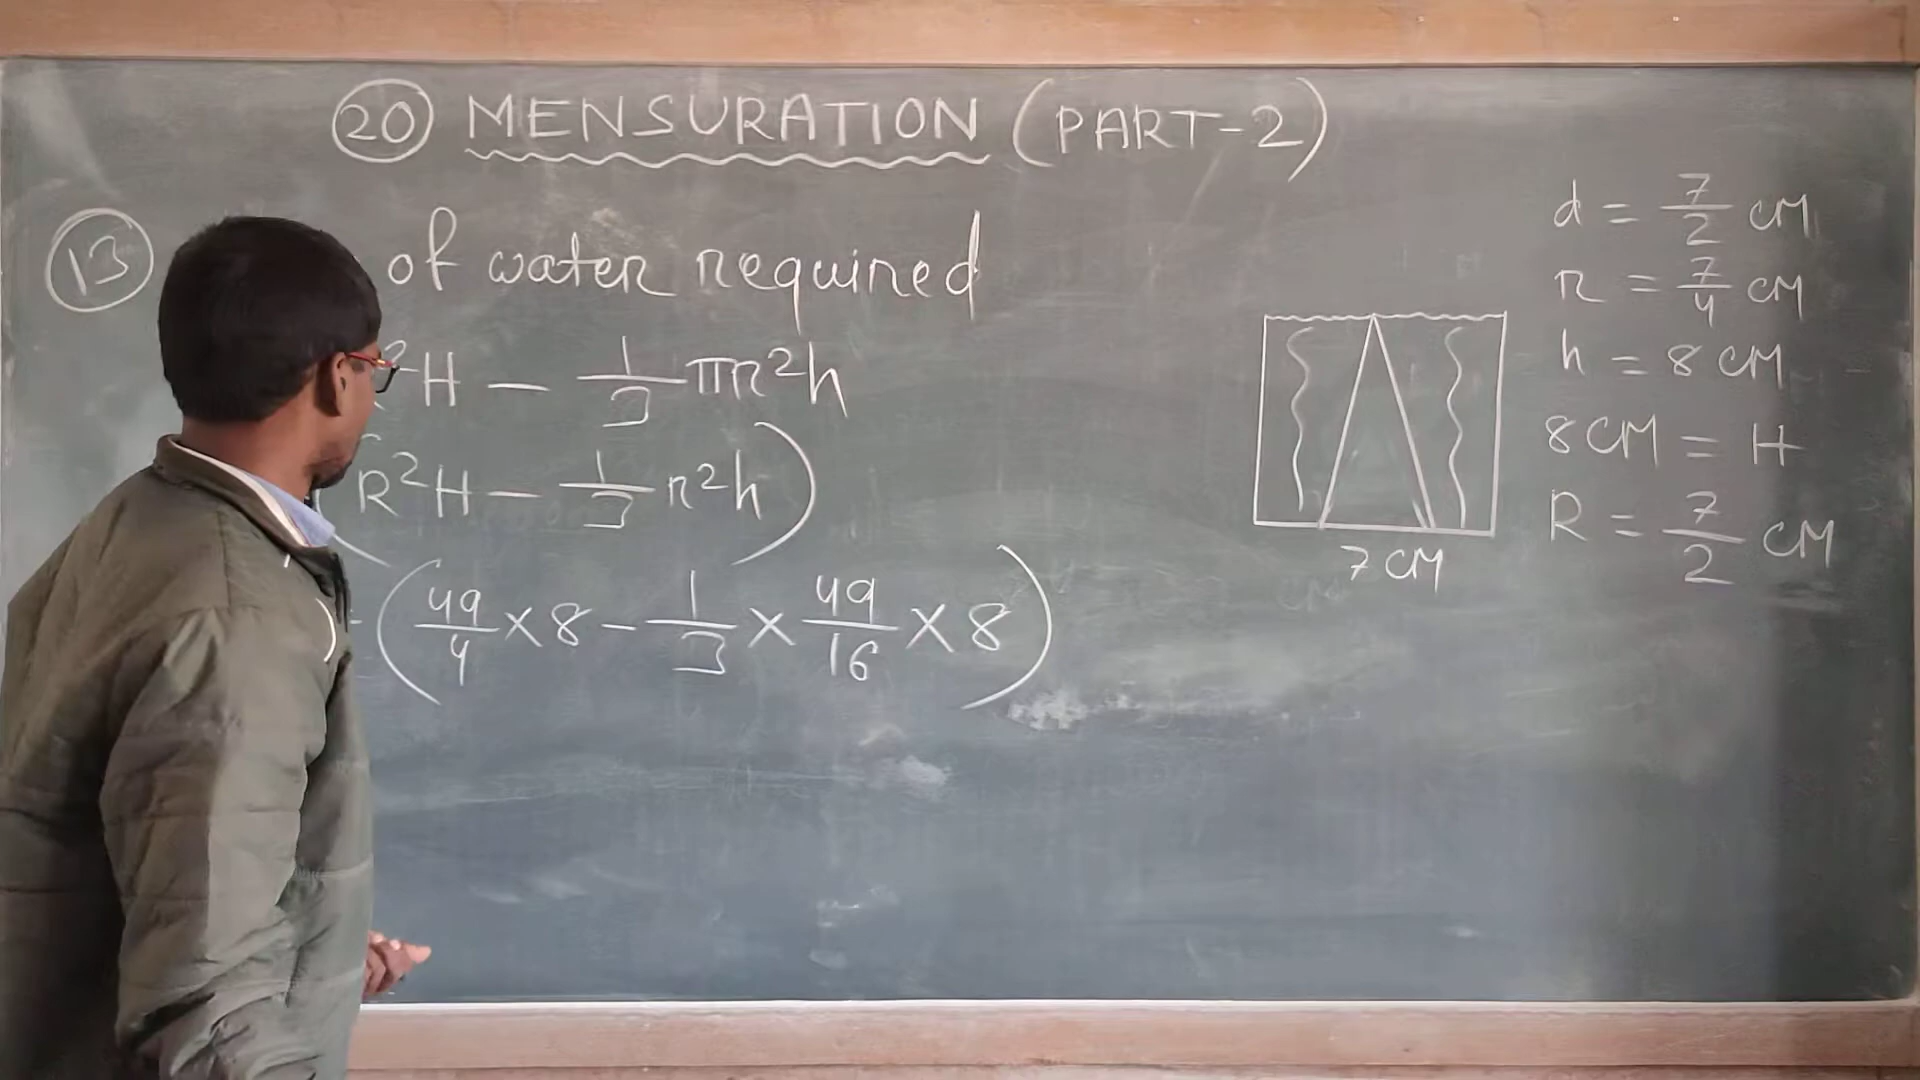 20 MENSURATION (PART-2)
13 of water required
²H - 1/3 πr²h
R²H - 1/3 r²h)
(49/4 × 8 - 1/3 × 49/16 × 8)
7 CM
d = 7/2 CM
r = 7/4 CM
h = 8 CM
8 CM = H
R = 7/2 CM